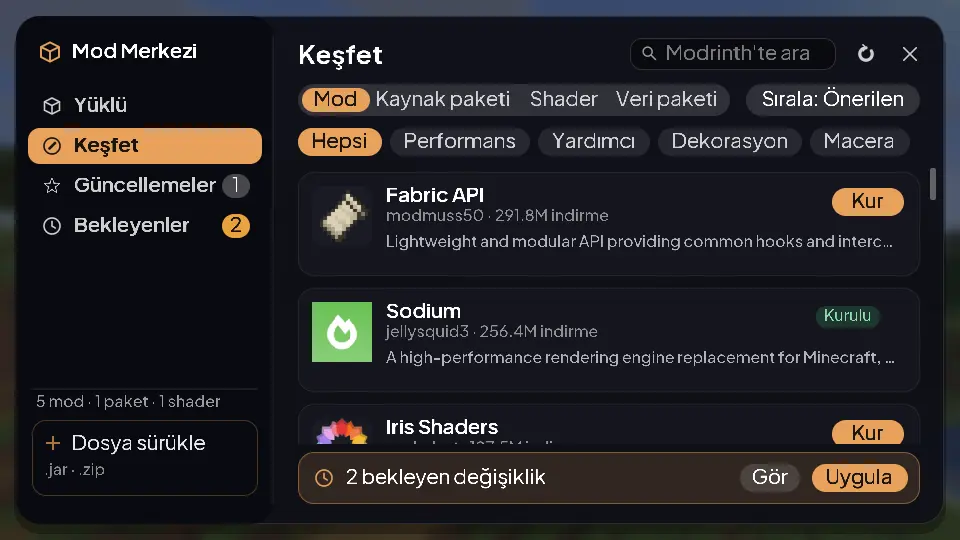 Mod Merkezi
Yüklü
Keşfet
Güncellemeler 1
Bekleyenler 2
5 mod · 1 paket · 1 shader
+ Dosya sürükle
.jar · .zip
Keşfet
Modrinth'te ara
Mod Kaynak paketi Shader Veri paketi Sırala: Önerilen
Hepsi Performans Yardımcı Dekorasyon Macera
Fabric API
modmuss50 · 291.8M indirme
Lightweight and modular API providing common hooks and interc...
Kur
Sodium
jellysquid3 · 256.4M indirme
A high-performance rendering engine replacement for Minecraft, ...
Kurulu
Iris Shaders
Kur
2 bekleyen değişiklik
Gör
Uygula